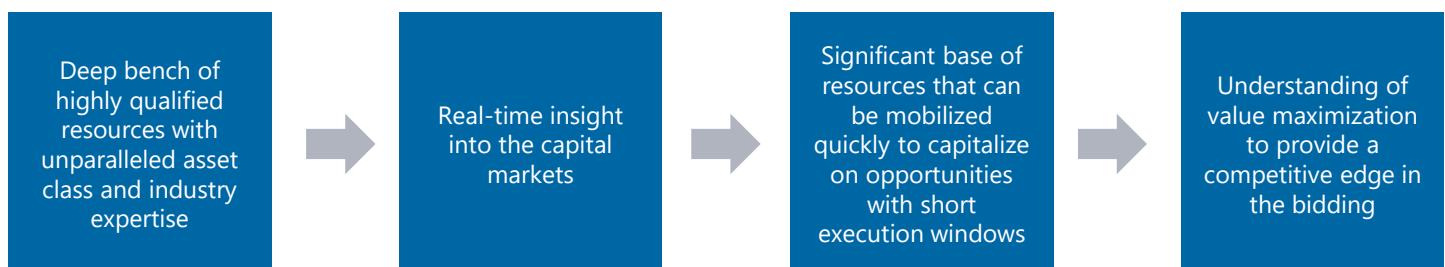 Deep bench of
highly qualified
resources with
unparalleled asset
class and industry
expertise
Real-time insight
into the capital
markets
Significant base of
resources that can
be mobilized
quickly to capitalize
on opportunities
with short
execution windows
Understanding of
value maximization
to provide a
competitive edge in
the bidding